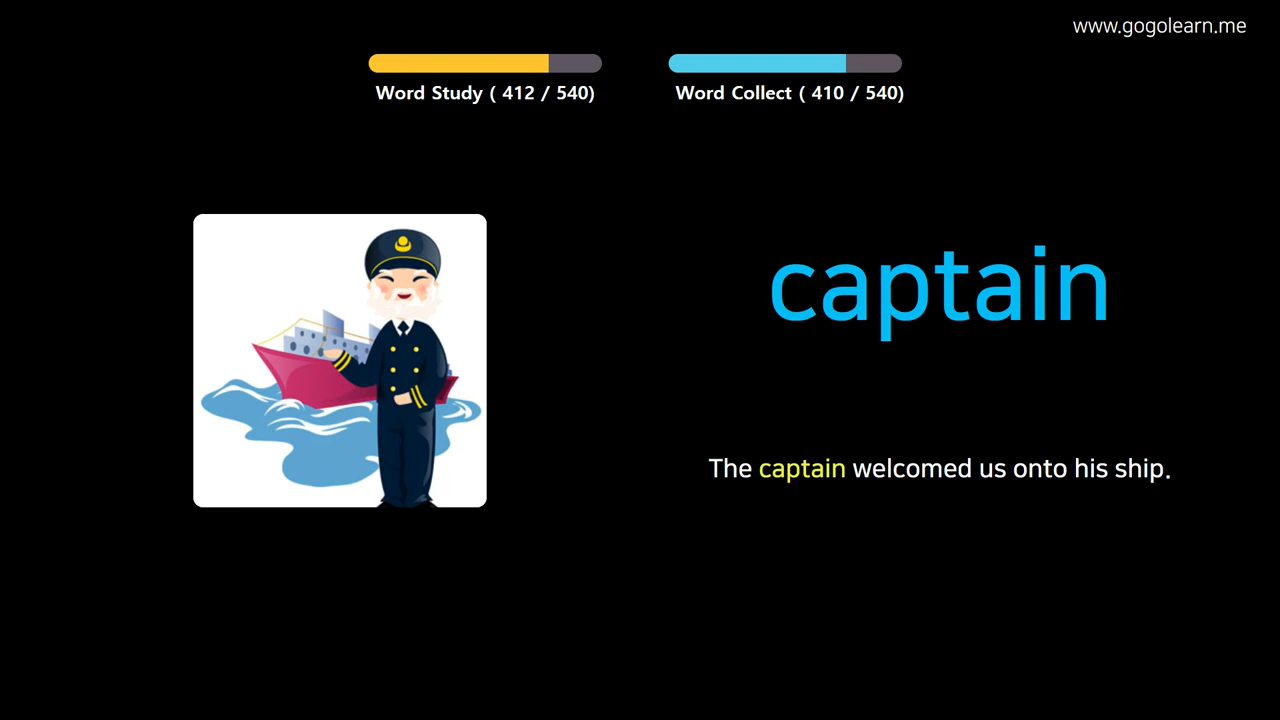 www.gogolearn.me
Word Study ( 412 / 540)
Word Collect ( 410 / 540)
captain
The captain welcomed us onto his ship.